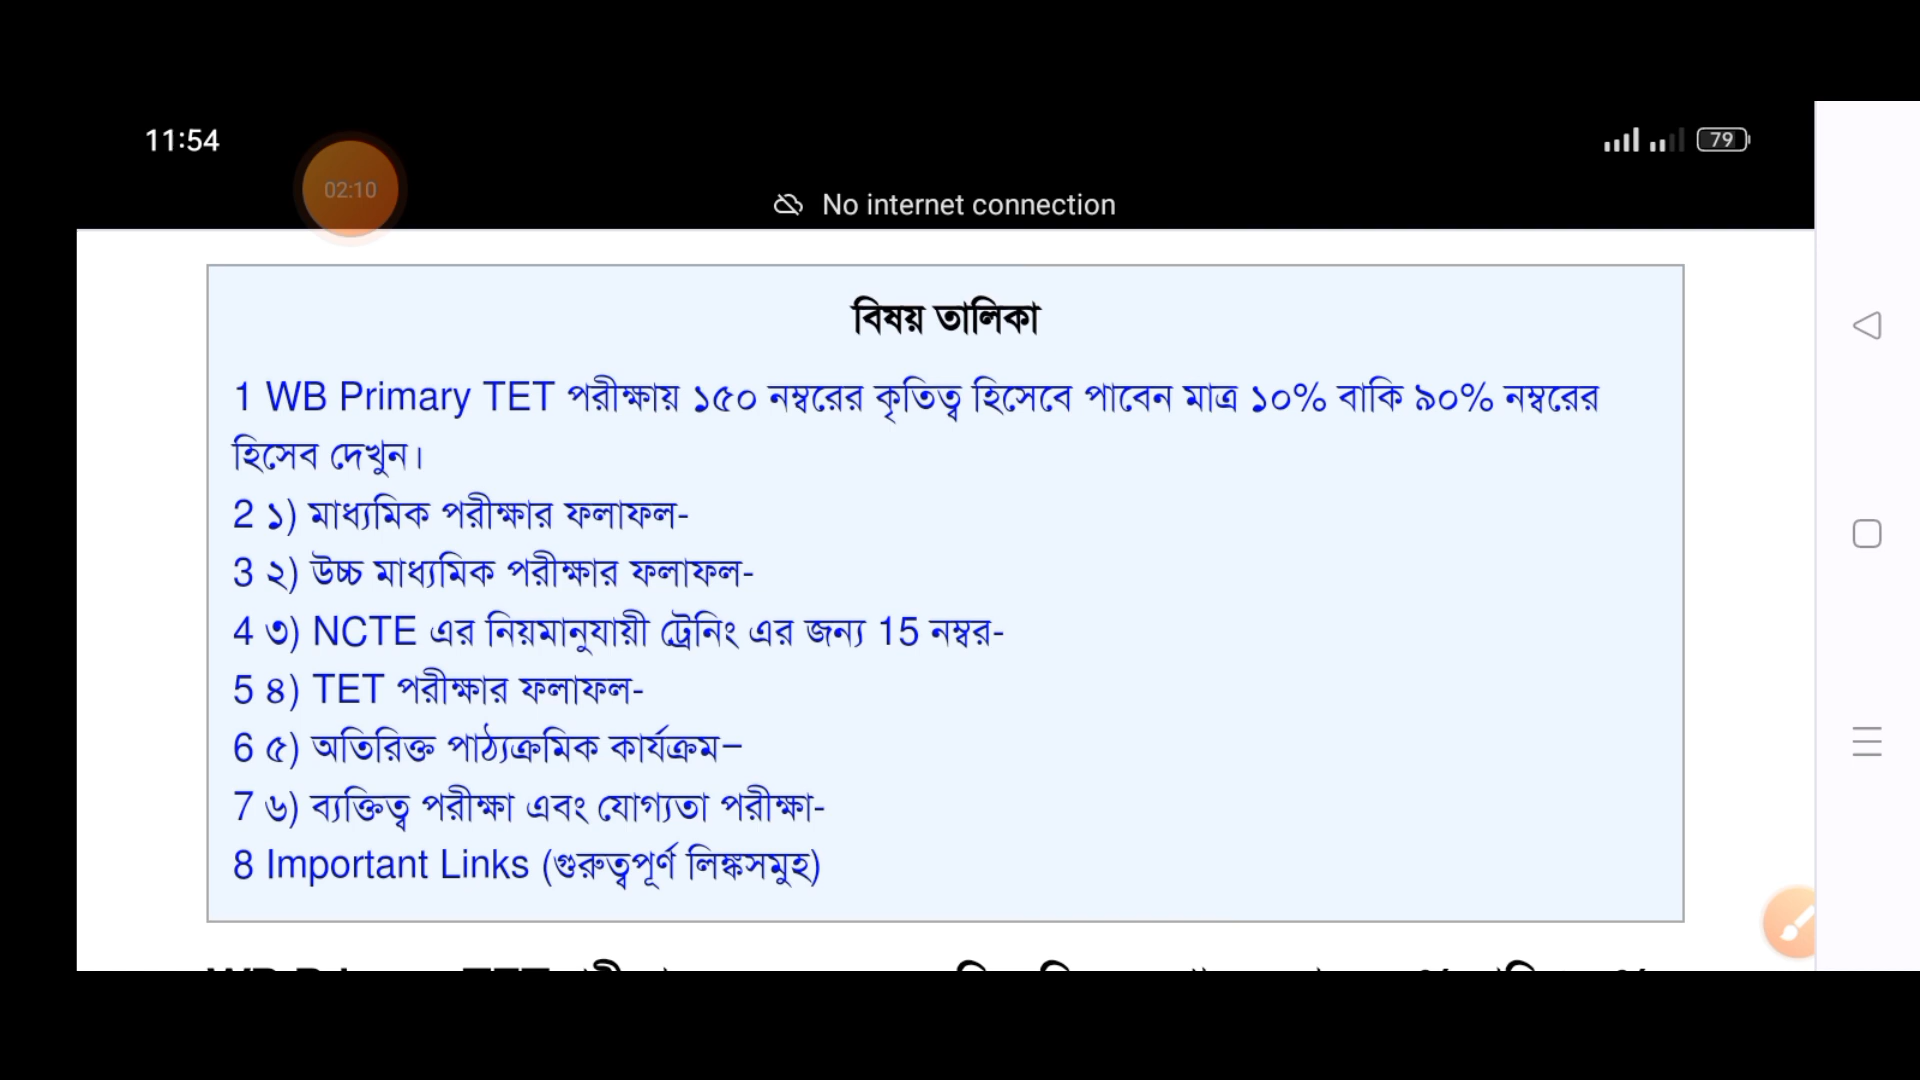 11:54
02:10
79
No internet connection
বিষয় তালিকা
1 WB Primary TET পরীক্ষায় ১৫০ নম্বরের কৃতিত্ব হিসেবে পাবেন মাত্র ১০% বাকি ৯০% নম্বরের
হিসেব দেখুন।
2 ১) মাধ্যমিক পরীক্ষার ফলাফল-
3 ২) উচ্চ মাধ্যমিক পরীক্ষার ফলাফল-
4 ৩) NCTE এর নিয়মানুযায়ী ট্রেনিং এর জন্য 15 নম্বর-
5 ৪) TET পরীক্ষার ফলাফল-
6 ৫) অতিরিক্ত পাঠ্যক্রমিক কার্যক্রম–
7 ৬) ব্যক্তিত্ব পরীক্ষা এবং যোগ্যতা পরীক্ষা-
8 Important Links (গুরুত্বপূর্ণ লিঙ্কসমুহ)